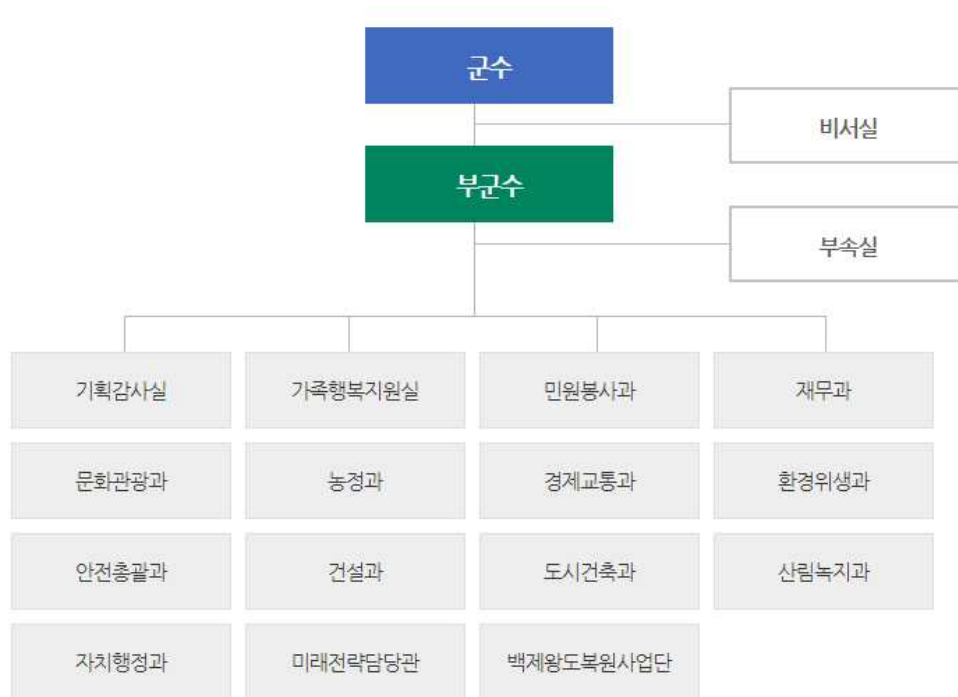 군수
비서실
부군수
부속실
기획감사실
가족행복지원실
민원봉사과
재무과
문화관광과
농정과
경제교통과
환경위생과
안전총괄과
건설과
도시건축과
산림녹지과
자치행정과
미래전략담당관
백제왕도복원사업단